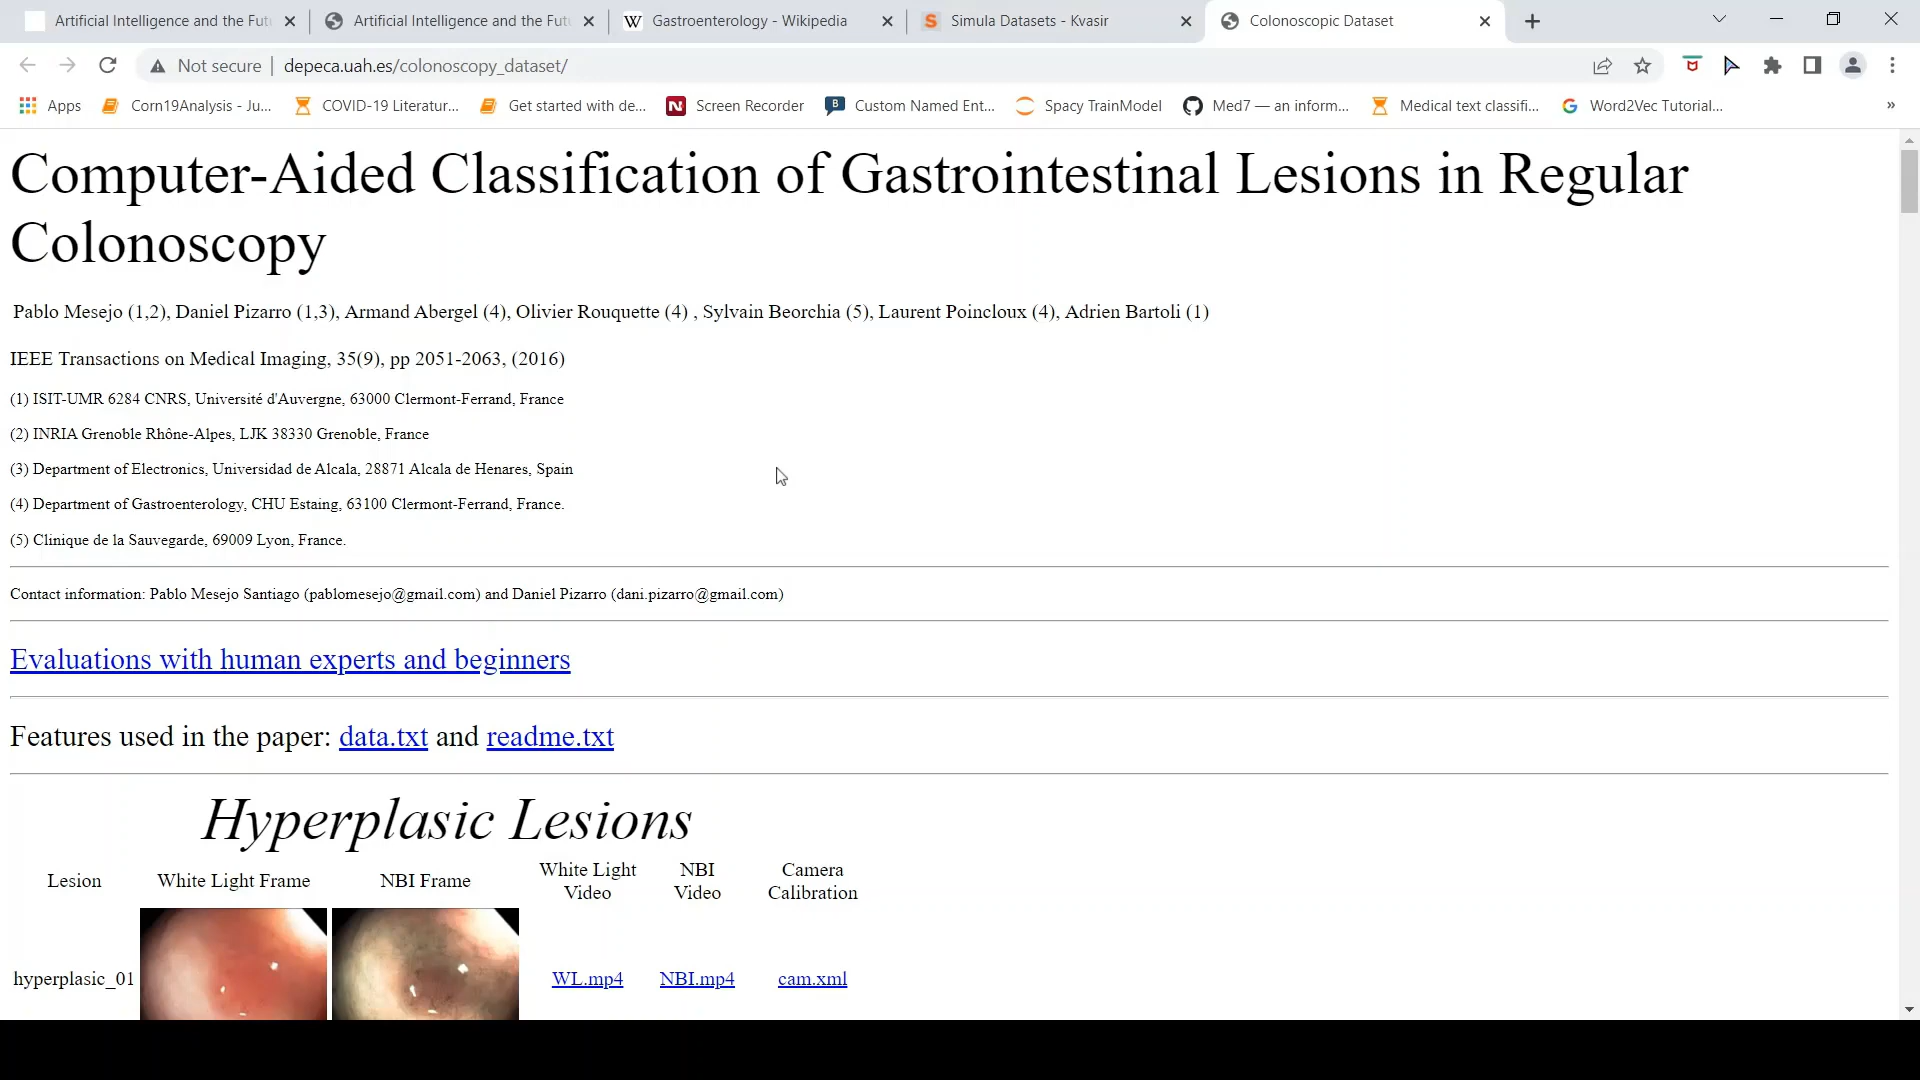 Artificial Intelligence and the Fut
Artificial Intelligence and the Fut
Gastroenterology - Wikipedia
Simula Datasets - Kvasir
Colonoscopic Dataset
Not secure
depeca.uah.es/colonoscopy_dataset/
Apps
Corn19Analysis - Ju...
COVID-19 Literatur...
Get started with de...
Screen Recorder
Custom Named Ent...
Spacy TrainModel
Med7 — an inform...
Medical text classifi...
Word2Vec Tutorial...
»
Computer-Aided Classification of Gastrointestinal Lesions in Regular
Colonoscopy
Pablo Mesejo (1,2), Daniel Pizarro (1,3), Armand Abergel (4), Olivier Rouquette (4) , Sylvain Beorchia (5), Laurent Poincloux (4), Adrien Bartoli (1)
IEEE Transactions on Medical Imaging, 35(9), pp 2051-2063, (2016)
(1) ISIT-UMR 6284 CNRS, Université d'Auvergne, 63000 Clermont-Ferrand, France
(2) INRIA Grenoble Rhône-Alpes, LJK 38330 Grenoble, France
(3) Department of Electronics, Universidad de Alcala, 28871 Alcala de Henares, Spain
(4) Department of Gastroenterology, CHU Estaing, 63100 Clermont-Ferrand, France.
(5) Clinique de la Sauvegarde, 69009 Lyon, France.
Contact information: Pablo Mesejo Santiago (pablomesejo@gmail.com) and Daniel Pizarro (dani.pizarro@gmail.com)
Evaluations with human experts and beginners
Features used in the paper: data.txt and readme.txt
Hyperplasic Lesions
Lesion
White Light Frame
NBI Frame
White Light
Video
NBI
Video
Camera
Calibration
hyperplasic_01
WL.mp4
NBI.mp4
cam.xml